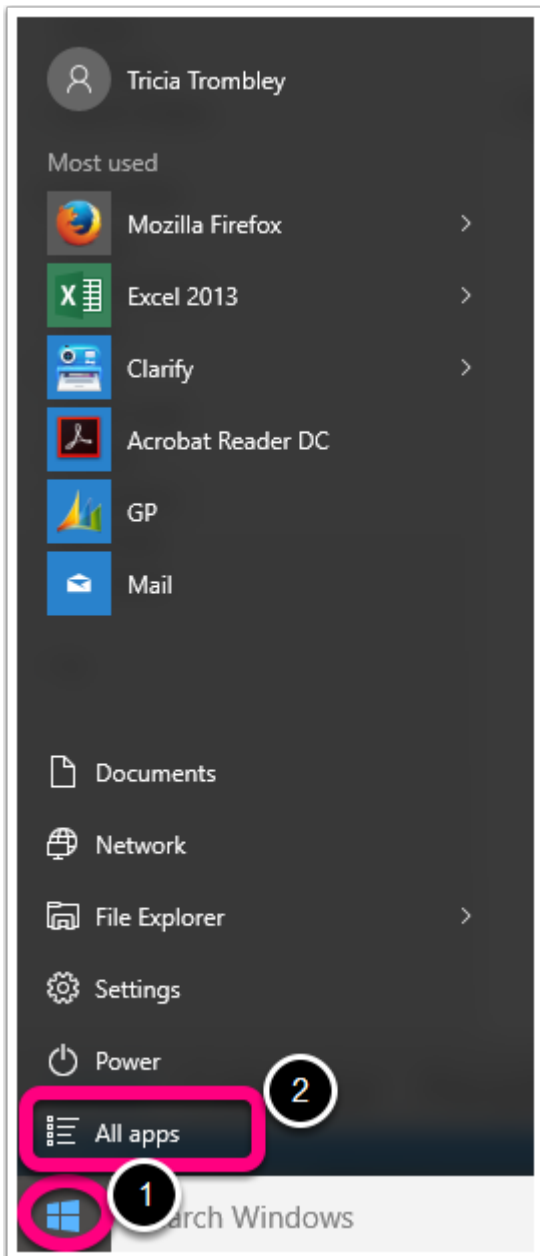 Tricia Trombley
Most used
Mozilla Firefox
Excel 2013
Clarify
Acrobat Reader DC
GP
Mail
Documents
Network
File Explorer
Settings
Power
2
All apps
1
arch Windows